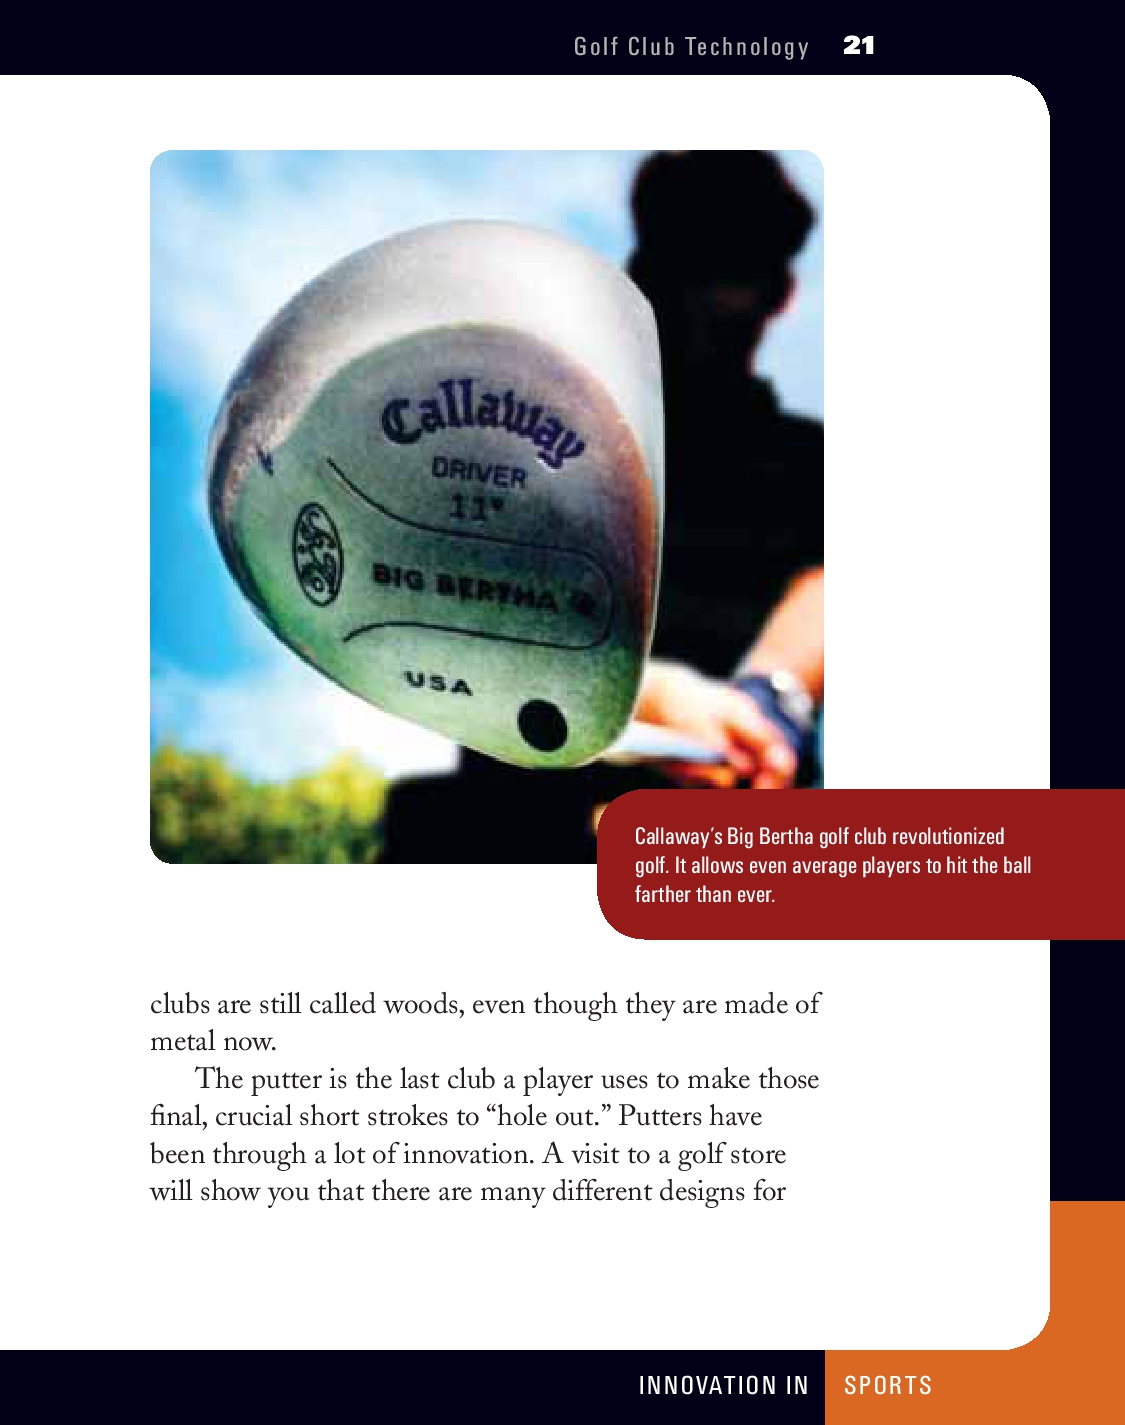 Golf Club Technology 21
Callaway
DRIVER
11°
BIG BERTHA
USA
Callaway's Big Bertha golf club revolutionized
golf. It allows even average players to hit the ball
farther than ever.
clubs are still called woods, even though they are made of
metal now.
The putter is the last club a player uses to make those
final, crucial short strokes to “hole out.” Putters have
been through a lot of innovation. A visit to a golf store
will show you that there are many different designs for
INNOVATION IN SPORTS